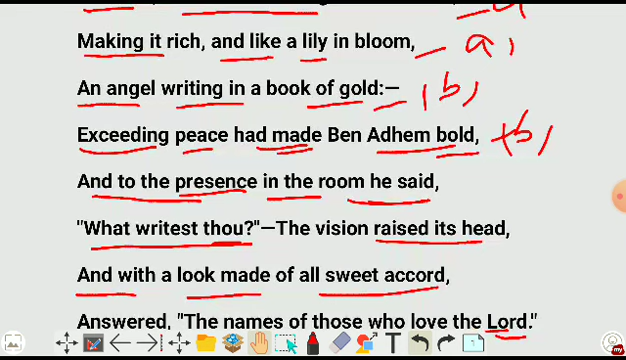 Making it rich, and like a lily in bloom, a,
An angel writing in a book of gold:— (b)
Exceeding peace had made Ben Adhem bold, (b)
And to the presence in the room he said,
"What writest thou?"—The vision raised its head,
And with a look made of all sweet accord,
Answered, "The names of those who love the Lord."
T
my